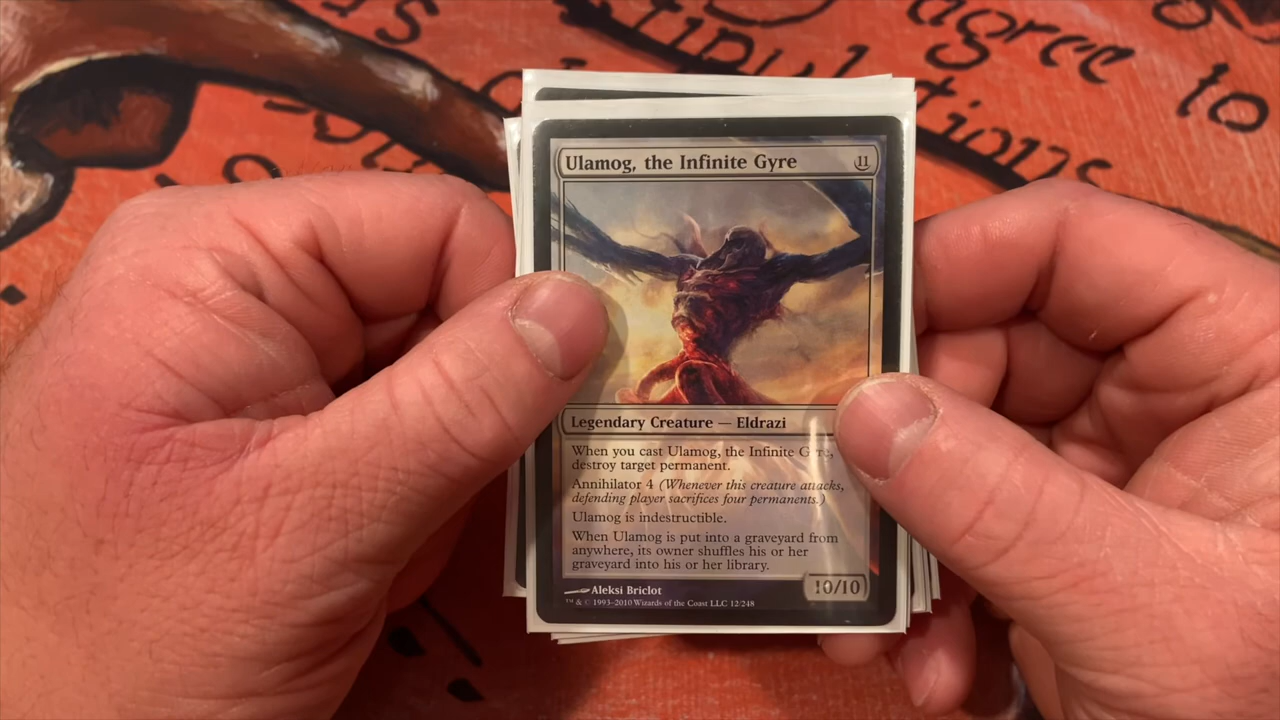 agree to
stipulations
Ulamog, the Infinite Gyre 11
Legendary Creature — Eldrazi
When you cast Ulamog, the Infinite Gyre,
destroy target permanent.
Annihilator 4 (Whenever this creature attacks,
defending player sacrifices four permanents.)
Ulamog is indestructible.
When Ulamog is put into a graveyard from
anywhere, its owner shuffles his or her
graveyard into his or her library.
10/10
Aleksi Briclot
™ & © 1993–2010 Wizards of the Coast LLC 12/248